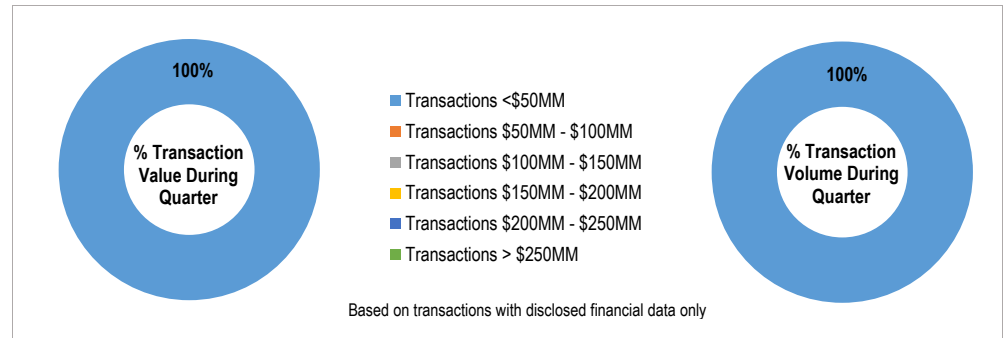 100%
% Transaction
Value During
Quarter
Transactions <$50MM
Transactions $50MM - $100MM
Transactions $100MM - $150MM
Transactions $150MM - $200MM
Transactions $200MM - $250MM
Transactions > $250MM
100%
% Transaction
Volume During
Quarter
Based on transactions with disclosed financial data only